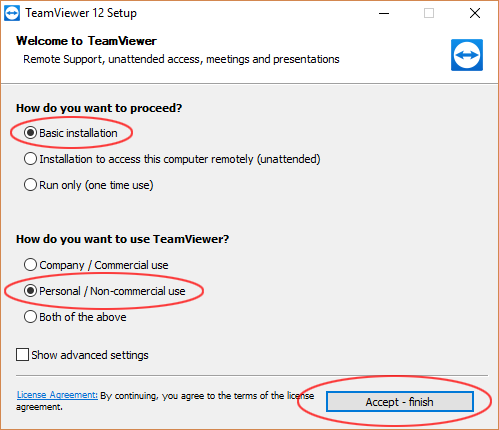 TeamViewer 12 Setup
Welcome to TeamViewer
Remote Support, unattended access, meetings and presentations
How do you want to proceed?
Basic installation
Installation to access this computer remotely (unattended)
Run only (one time use)
How do you want to use TeamViewer?
Company / Commercial use
Personal / Non-commercial use
Both of the above
Show advanced settings
License Agreement: By continuing, you agree to the terms of the license
agreement.
Accept - finish